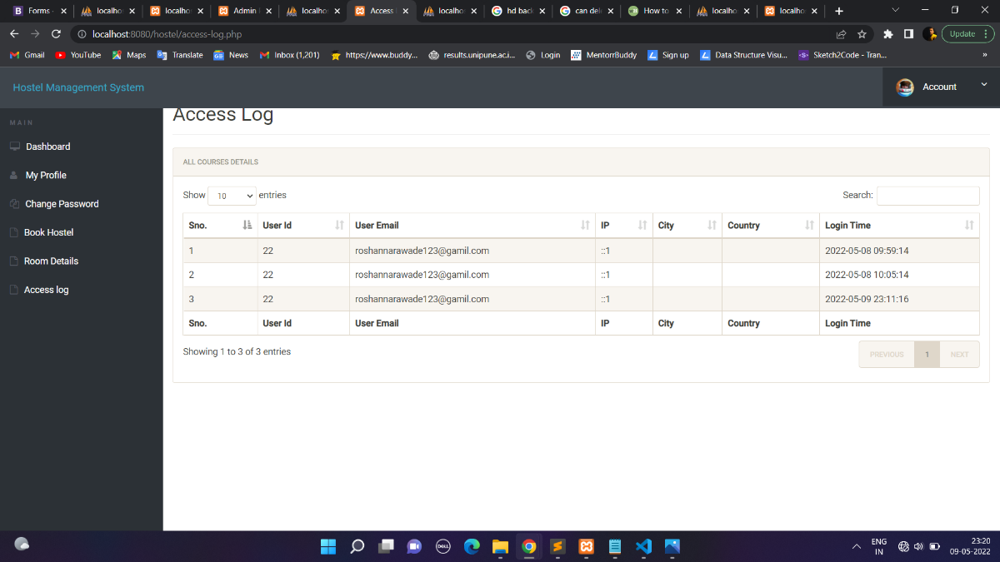 Forms
localho
localho
Admin
localho
Access
localho
hd back
can del
How to
localho
localho
localhost:8080/hostel/access-log.php
Update
Gmail
YouTube
Maps
Translate
News
Inbox (1,201)
https://www.buddy...
results.unipune.ac.i...
Login
MentorrBuddy
Sign up
Data Structure Visu...
Sketch2Code - Tran...
»
Hostel Management System
Account
MAIN
Dashboard
My Profile
Change Password
Book Hostel
Room Details
Access log
Access Log
ALL COURSES DETAILS
Show 10 entries
Search:
Sno. User Id User Email IP City Country Login Time
1 22 roshannarawade123@gamil.com ::1 2022-05-08 09:59:14
2 22 roshannarawade123@gamil.com ::1 2022-05-08 10:05:14
3 22 roshannarawade123@gamil.com ::1 2022-05-09 23:11:16
Sno. User Id User Email IP City Country Login Time
Showing 1 to 3 of 3 entries
PREVIOUS 1 NEXT
DELL
ENG
IN
23:20
09-05-2022